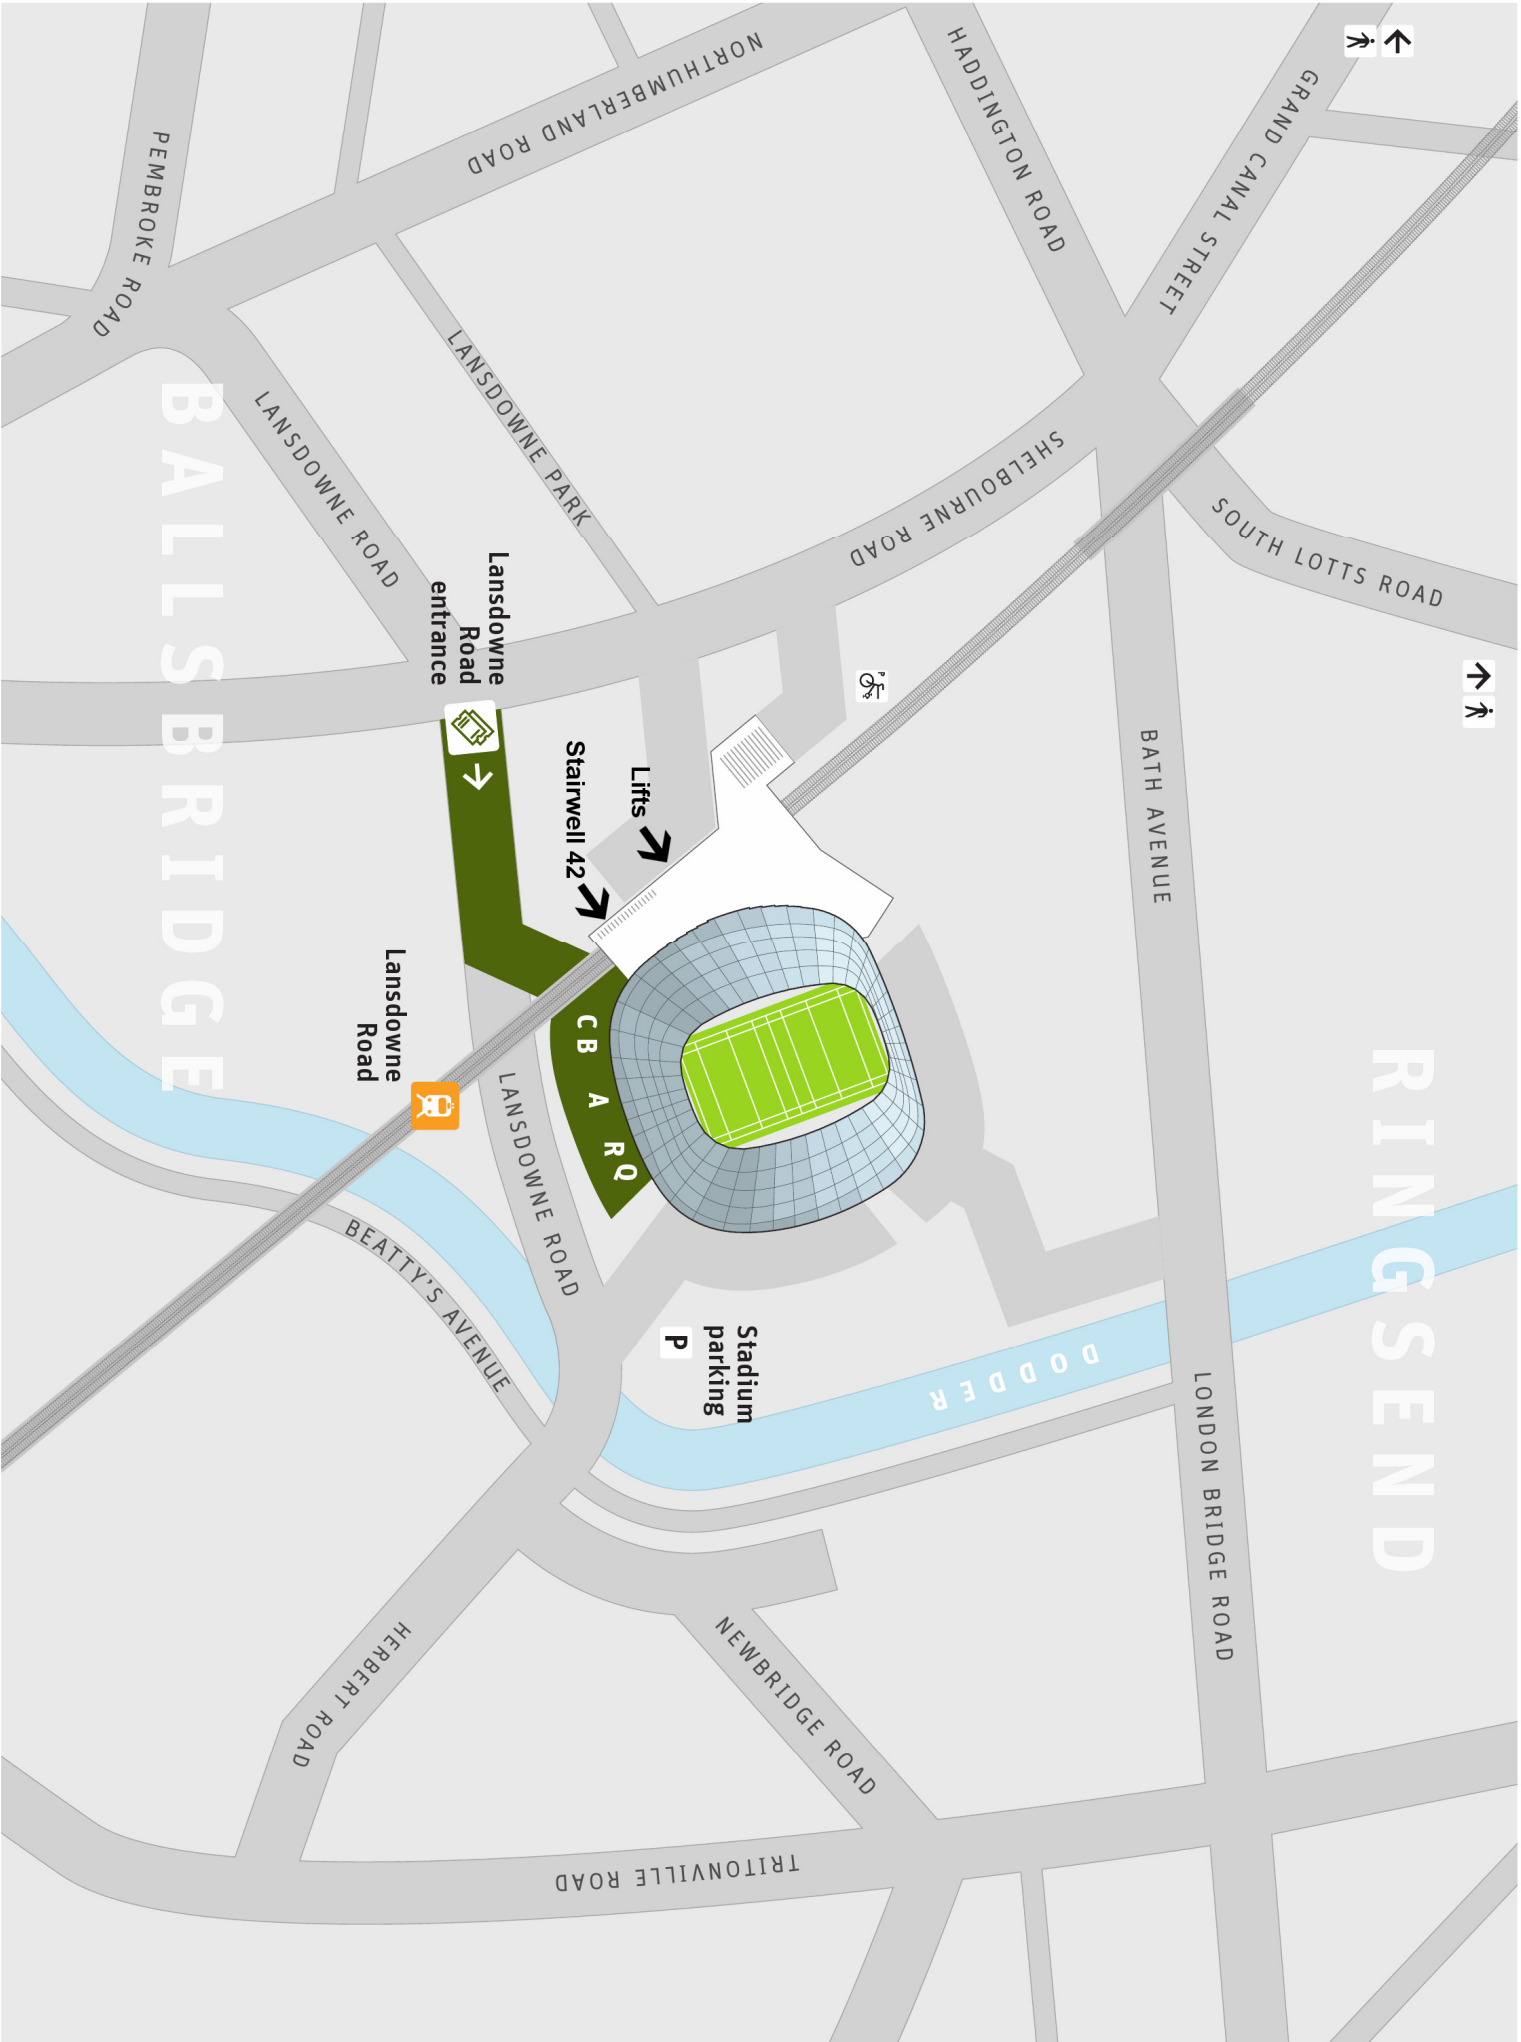 RINGSEND
SOUTH LOTTS ROAD
GRAND CANAL STREET
BATH AVENUE
LONDON BRIDGE ROAD
HADDINGTON ROAD
SHELBOURNE ROAD
DODDER
NORTHUMBERLAND ROAD
LANSDOWNE PARK
P
Lifts
Stairwell 42
Stadium
parking
P
NEWBRIDGE ROAD
TRITONVILLE ROAD
C B A R Q
Lansdowne
Road
entrance
LANSDOWNE ROAD
Lansdowne
Road
LANSDOWNE ROAD
BEATTY'S AVENUE
HERBERT ROAD
BALLSBRIDGE
PEMBROKE ROAD